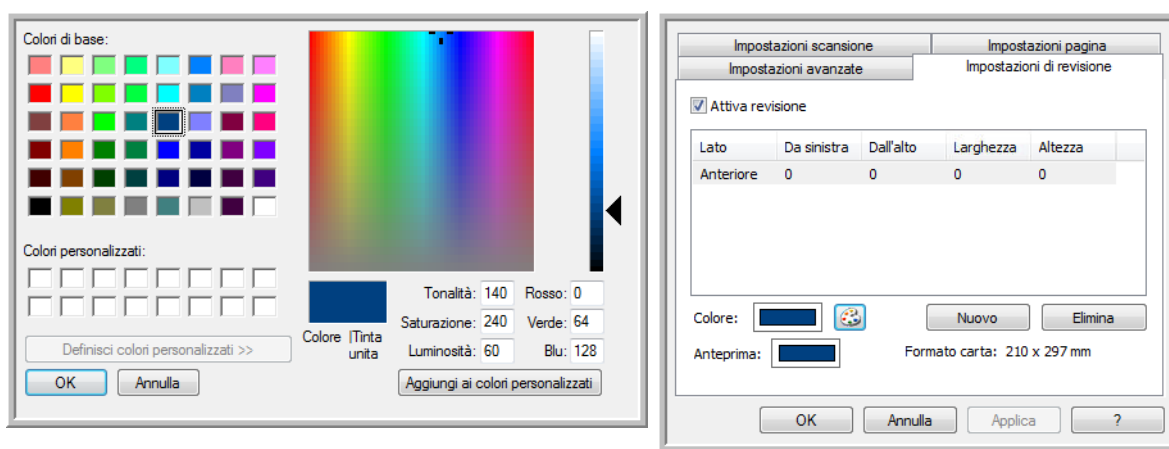 Colori di base:
Colori personalizzati:
Definisci colori personalizzati >>
OK Annulla
Colore |Tinta unita
Tonalità: 140 Rosso: 0
Saturazione: 240 Verde: 64
Luminosità: 60 Blu: 128
Aggiungi ai colori personalizzati
Impostazioni scansione Impostazioni pagina
Impostazioni avanzate Impostazioni di revisione
Attiva revisione
Lato Da sinistra Dall'alto Larghezza Altezza
Anteriore 0 0 0 0
Colore: Nuovo Elimina
Anteprima: Formato carta: 210 x 297 mm
OK Annulla Applica ?